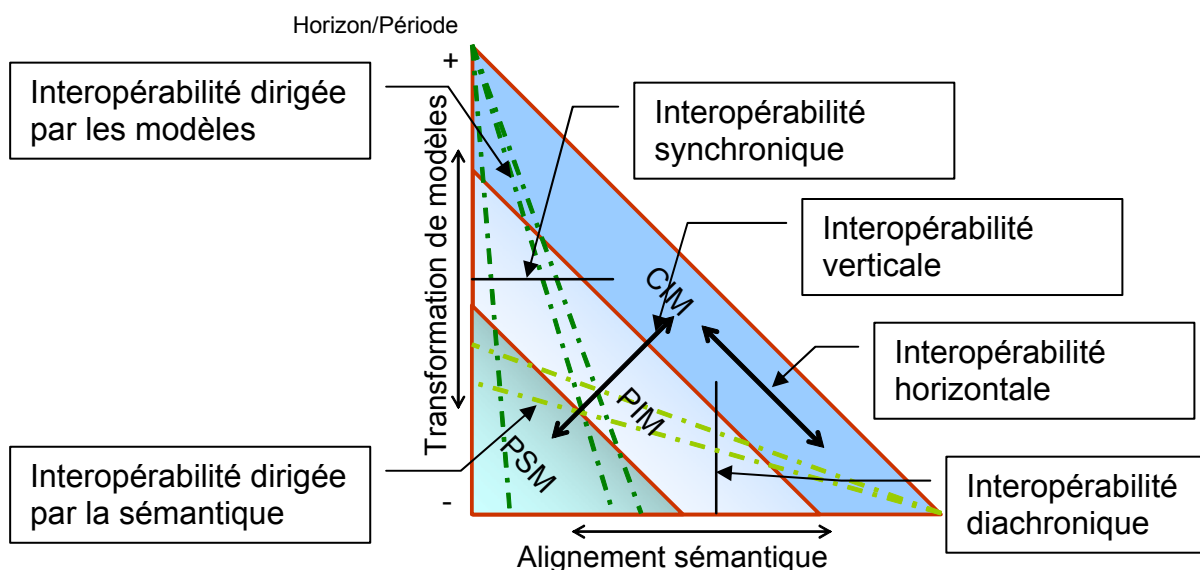 Horizon/Période
+
Interopérabilité dirigée
par les modèles
Interopérabilité
synchronique
Transformation de modèles
Interopérabilité
verticale
CIM
Interopérabilité
horizontale
PIM
PSM
Interopérabilité dirigée
par la sémantique
Interopérabilité
diachronique
-
Alignement sémantique